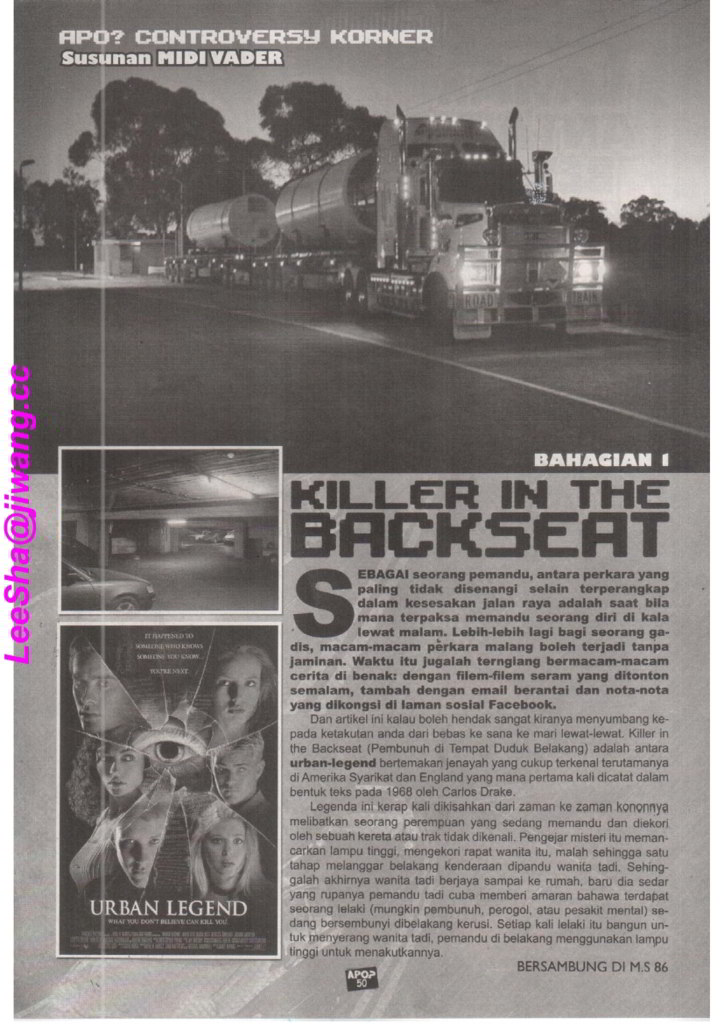 APO? CONTROVERSY KORNER
Susunan MIDI VADER
ROAD TRAIN
LeeSha@jiwang.cc
BAHAGIAN 1
KILLER IN THE
BACKSEAT
SEBAGAI seorang pemandu, antara perkara yang
paling tidak disenangi selain terperangkap
dalam kesesakan jalan raya adalah saat bila
mana terpaksa memandu seorang diri di kala
lewat malam. Lebih-lebih lagi bagi seorang ga-
dis, macam-macam perkara malang boleh terjadi tanpa
jaminan. Waktu itu jugalah terngiang bermacam-macam
cerita di benak: dengan filem-filem seram yang ditonton
semalam, tambah dengan email berantai dan nota-nota
yang dikongsi di laman sosial Facebook.
Dan artikel ini kalau boleh hendak sangat kiranya menyumbang ke-
pada ketakutan anda dari bebas ke sana ke mari lewat-lewat. Killer in
the Backseat (Pembunuh di Tempat Duduk Belakang) adalah antara
urban-legend bertemakan jenayah yang cukup terkenal terutamanya
di Amerika Syarikat dan England yang mana pertama kali dicatat dalam
bentuk teks pada 1968 oleh Carlos Drake.
Legenda ini kerap kali dikisahkan dari zaman ke zaman kononnya
melibatkan seorang perempuan yang sedang memandu dan diekori
oleh sebuah kereta atau trak tidak dikenali. Pengejar misteri itu meman-
carkan lampu tinggi, mengekori rapat wanita itu, malah sehingga satu
tahap melanggar belakang kenderaan dipandu wanita tadi. Sehing-
galah akhirnya wanita tadi berjaya sampai ke rumah, baru dia sedar
yang rupanya pemandu tadi cuba memberi amaran bahawa terdapat
seorang lelaki (mungkin pembunuh, perogol, atau pesakit mental) se-
dang bersembunyi dibelakang kerusi. Setiap kali lelaki itu bangun un-
tuk menyerang wanita tadi, pemandu di belakang menggunakan lampu
tinggi untuk menakutkannya.
BERSAMBUNG DI M.S 86
IT HAPPENED TO
SOMEONE WHO KNOWS
SOMEONE YOU KNOW...
YOU'RE NEXT.
URBAN LEGEND
WHAT YOU DON'T BELIEVE CAN KILL YOU
APO?
50